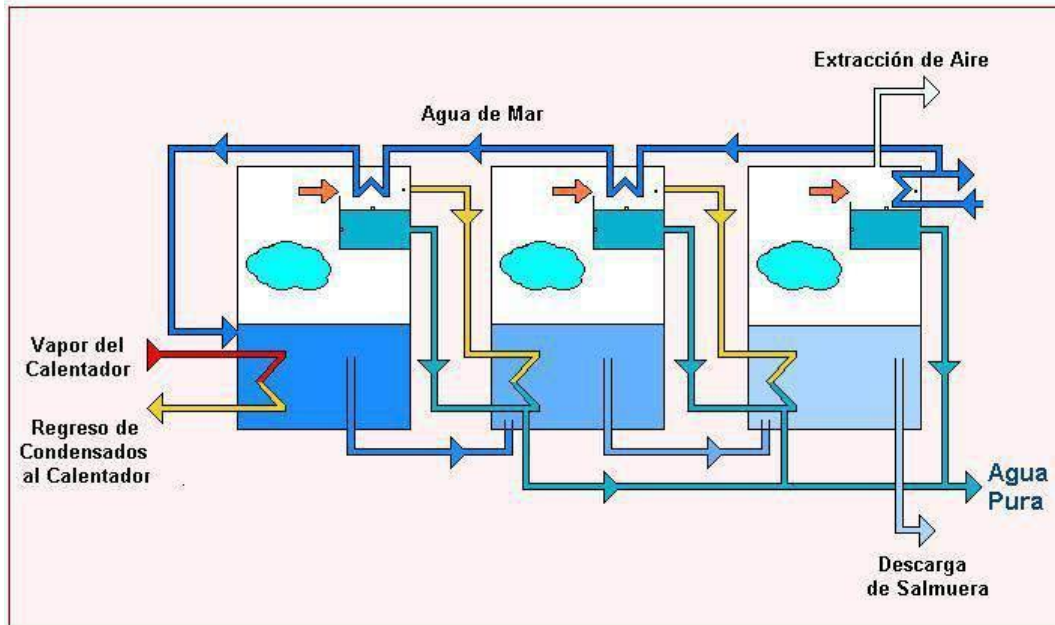 Extracción de Aire
Agua de Mar
Vapor del
Calentador
Regreso de
Condensados
al Calentador
Agua
Pura
Descarga
de Salmuera